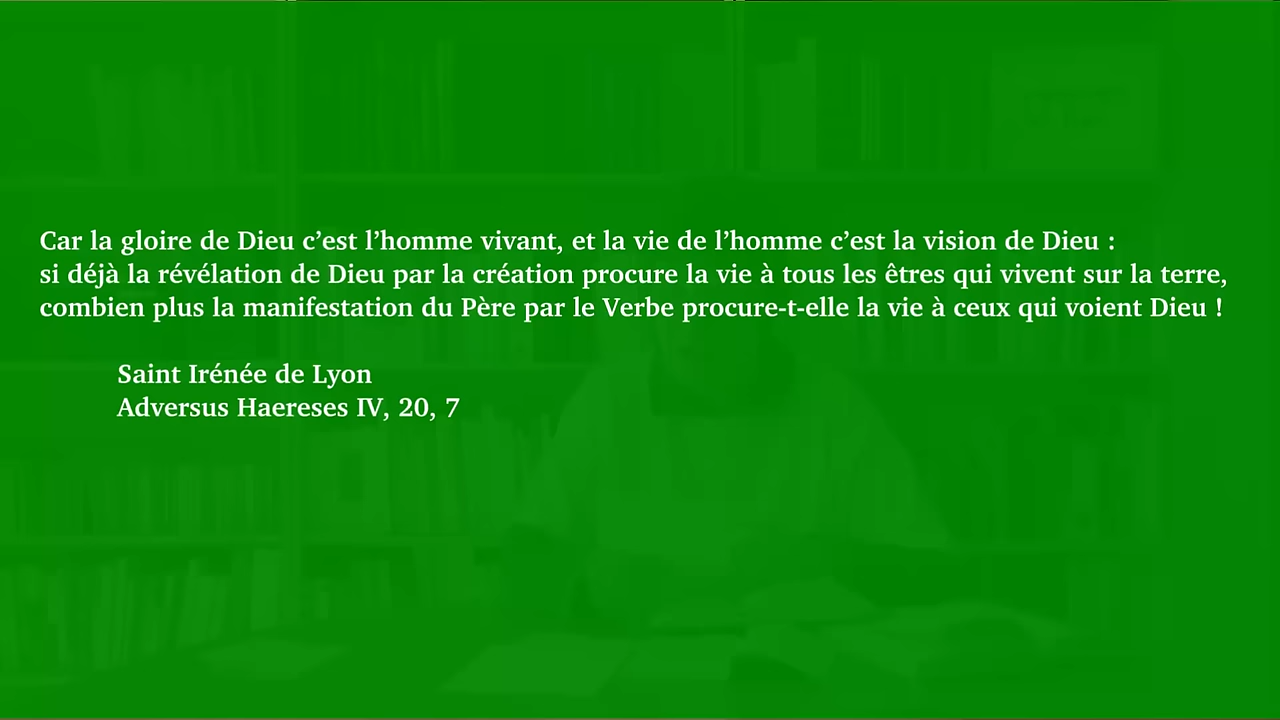 Car la gloire de Dieu c’est l’homme vivant, et la vie de l’homme c’est la vision de Dieu :
si déjà la révélation de Dieu par la création procure la vie à tous les êtres qui vivent sur la terre,
combien plus la manifestation du Père par le Verbe procure-t-elle la vie à ceux qui voient Dieu !
Saint Irénée de Lyon
Adversus Haereses IV, 20, 7